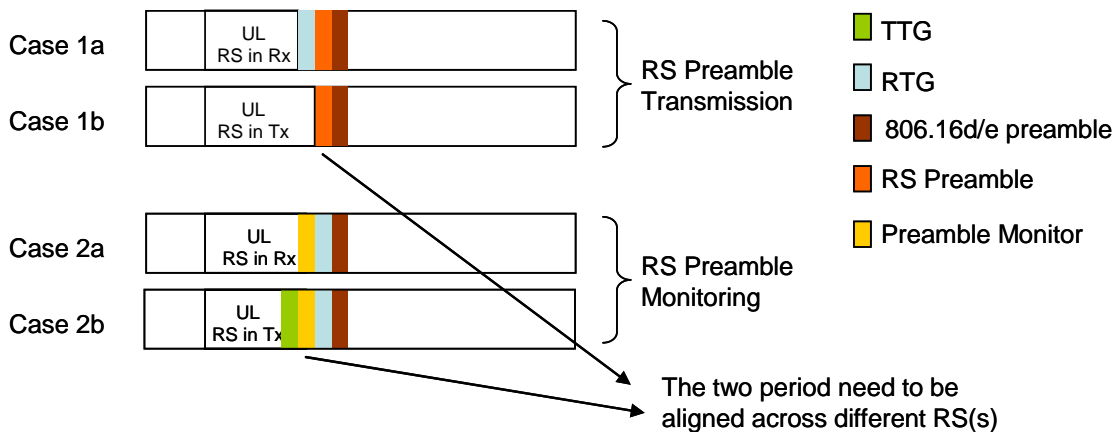 Case 1a
UL
RS in Rx
Case 1b
UL
RS in Tx
RS Preamble
Transmission
Case 2a
UL
RS in Rx
Case 2b
UL
RS in Tx
RS Preamble
Monitoring
TTG
RTG
806.16d/e preamble
RS Preamble
Preamble Monitor
The two period need to be
aligned across different RS(s)